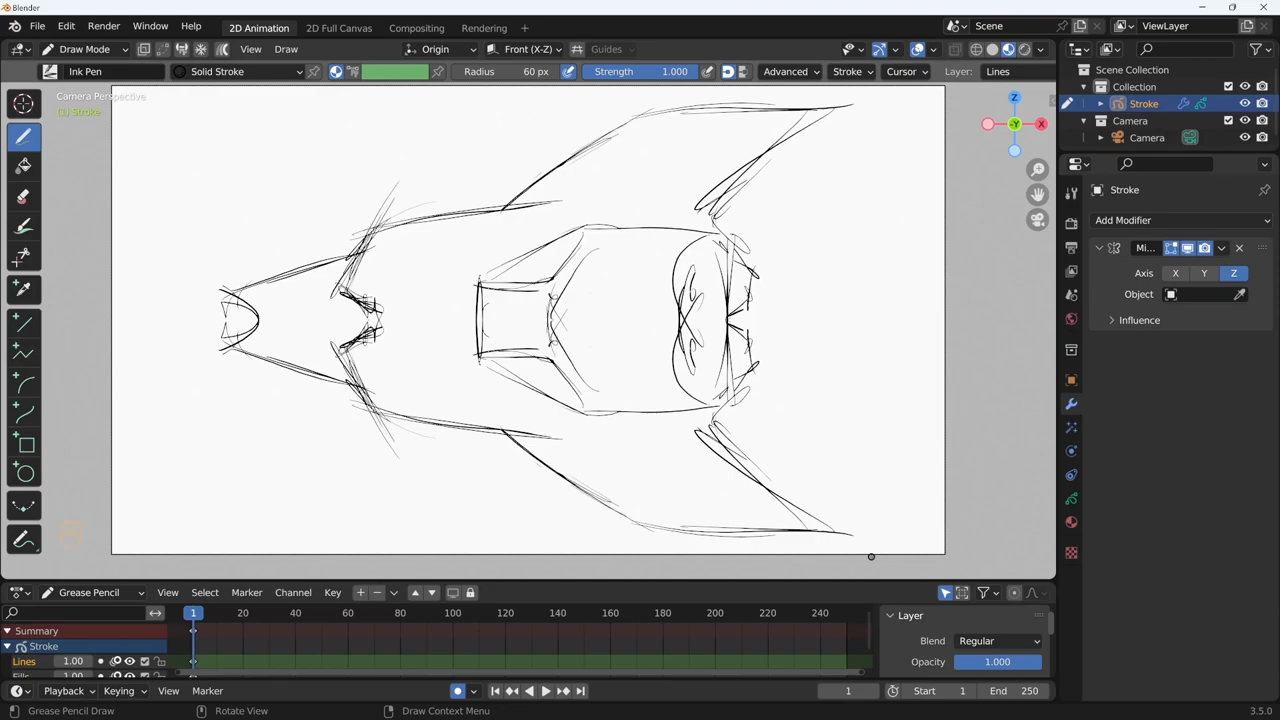 Blender
File Edit Render Window Help 2D Animation 2D Full Canvas Compositing Rendering Scene ViewLayer
Draw Mode View Draw Origin Front (X-Z) Guides
Ink Pen Solid Stroke Radius 60 px Strength 1.000 Advanced Stroke Cursor Layer: Lines
Scene Collection
Collection
Stroke
Camera
Camera
Camera Perspective
(1) Stroke
Z
-Y X
Stroke
Add Modifier
Mi...
Axis X Y Z
Object
Influence
Grease Pencil View Select Marker Channel Key
1 20 40 60 80 100 120 140 160 180 200 220 240
Summary
Stroke
Lines 1.00
Fills 1.00
Layer
Blend Regular
Opacity 1.000
Playback Keying View Marker 1 Start 1 End 250
Grease Pencil Draw Rotate View Draw Context Menu 3.5.0